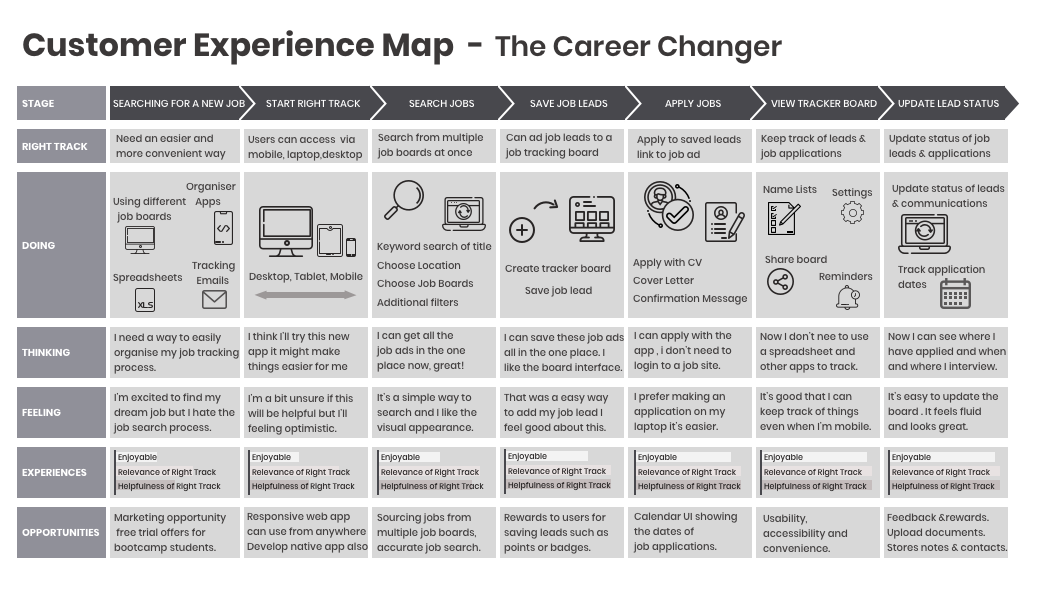 Customer Experience Map - The Career Changer
STAGE
SEARCHING FOR A NEW JOB
START RIGHT TRACK
SEARCH JOBS
SAVE JOB LEADS
APPLY JOBS
VIEW TRACKER BOARD
UPDATE LEAD STATUS
RIGHT TRACK
Need an easier and
more convenient way
Users can access via
mobile, laptop,desktop
Search from multiple
job boards at once
Can ad job leads to a
job tracking board
Apply to saved leads
link to job ad
Keep track of leads &
job applications
Update status of job
leads & applications
DOING
Organiser
Apps
Using different
job boards
Spreadsheets
XLS
Tracking
Emails
Desktop, Tablet, Mobile
Keyword search of title
Choose Location
Choose Job Boards
Additional filters
Create tracker board
Save job lead
Apply with CV
Cover Letter
Confirmation Message
Name Lists
Settings
Share board
Reminders
Update status of leads
& communications
Track application
dates
THINKING
I need a way to easily
organise my job tracking
process.
I think I'll try this new
app it might make
things easier for me
I can get all the
job ads in the one
place now, great!
I can save these job ads
all in the one place. I
like the board interface.
I can apply with the
app , i don't need to
login to a job site.
Now I don't nee to use
a spreadsheet and
other apps to track.
Now I can see where I
have applied and when
and where I interview.
FEELING
I'm excited to find my
dream job but I hate the
job search process.
I'm a bit unsure if this
will be helpful but I'll
feeling optimistic.
It's a simple way to
search and I like the
visual appearance.
That was a easy way
to add my job lead I
feel good about this.
I prefer making an
application on my
laptop it's easier.
It's good that I can
keep track of things
even when I'm mobile.
It's easy to update the
board . It feels fluid
and looks great.
EXPERIENCES
Enjoyable
Relevance of Right Track
Helpfulness of Right Track
Enjoyable
Relevance of Right Track
Helpfulness of Right Track
Enjoyable
Relevance of Right Track
Helpfulness of Right Track
Enjoyable
Relevance of Right Track
Helpfulness of Right Track
Enjoyable
Relevance of Right Track
Helpfulness of Right Track
Enjoyable
Relevance of Right Track
Helpfulness of Right Track
Enjoyable
Relevance of Right Track
Helpfulness of Right Track
OPPORTUNITIES
Marketing opportunity
free trial offers for
bootcamp students.
Responsive web app
can use from anywhere
Develop native app also
Sourcing jobs from
multiple job boards,
accurate job search.
Rewards to users for
saving leads such as
points or badges.
Calendar UI showing
the dates of
job applications.
Usability,
accessibility and
convenience.
Feedback &rewards.
Upload documents.
Stores notes & contacts.